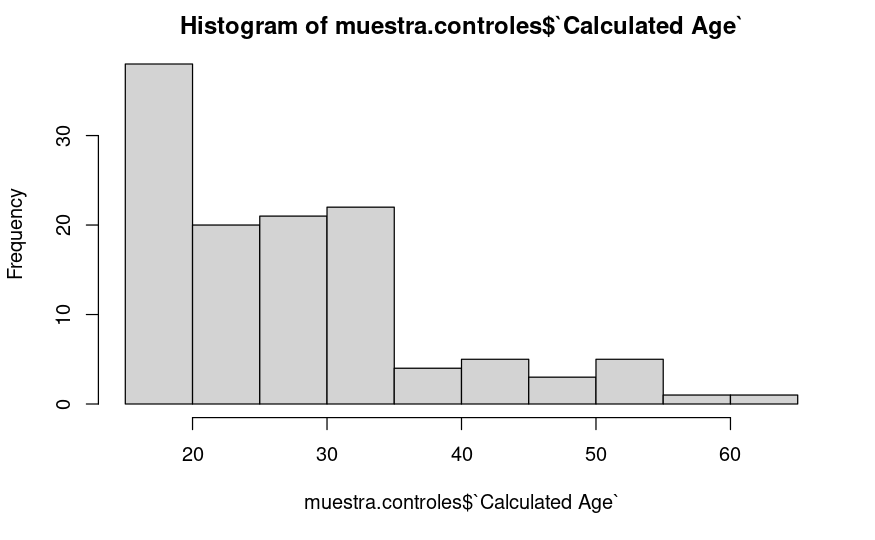 Histogram of muestra.controles$`Calculated Age`
Frequency
30
20
10
0
20 30 40 50 60
muestra.controles$`Calculated Age`